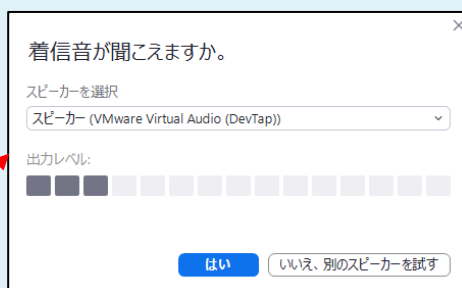 着信音が聞こえますか。
スピーカーを選択
スピーカー (VMware Virtual Audio (DevTap))
出力レベル:
はい
いいえ、別のスピーカーを試す